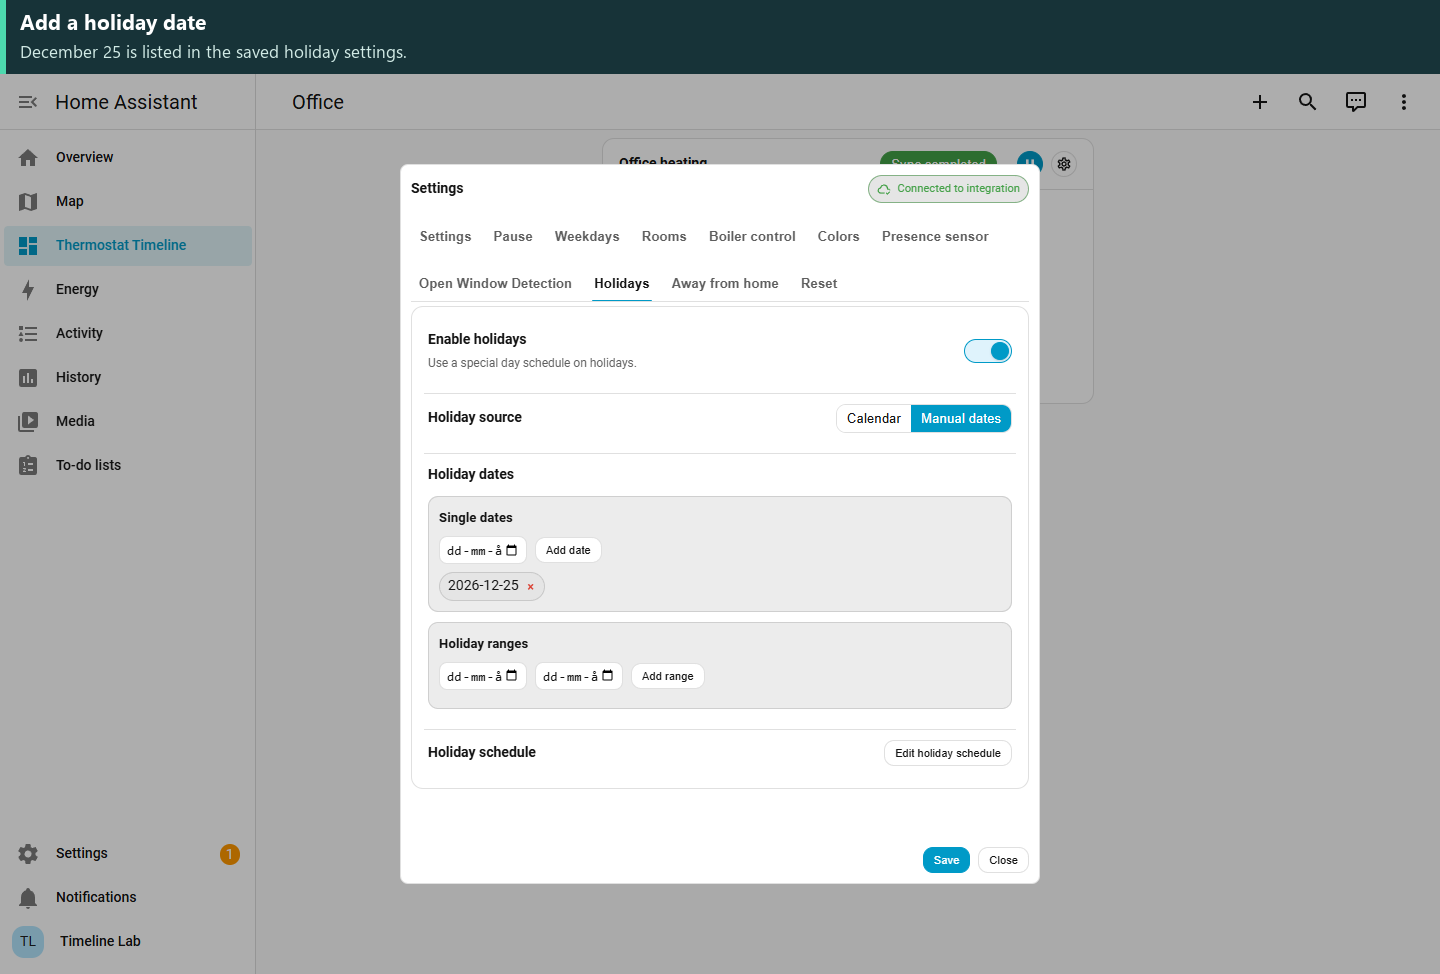 Add a holiday date
December 25 is listed in the saved holiday settings.
Home Assistant
Office
Overview
Map
Thermostat Timeline
Energy
Activity
History
Media
To-do lists
Settings
1
Notifications
TL
Timeline Lab
Office heating
Sync completed
Settings
Connected to integration
Settings Pause Weekdays Rooms Boiler control Colors Presence sensor
Open Window Detection Holidays Away from home Reset
Enable holidays
Use a special day schedule on holidays.
Holiday source
Calendar Manual dates
Holiday dates
Single dates
dd-mm-å Add date
2026-12-25 ×
Holiday ranges
dd-mm-å dd-mm-å Add range
Holiday schedule
Edit holiday schedule
Save Close